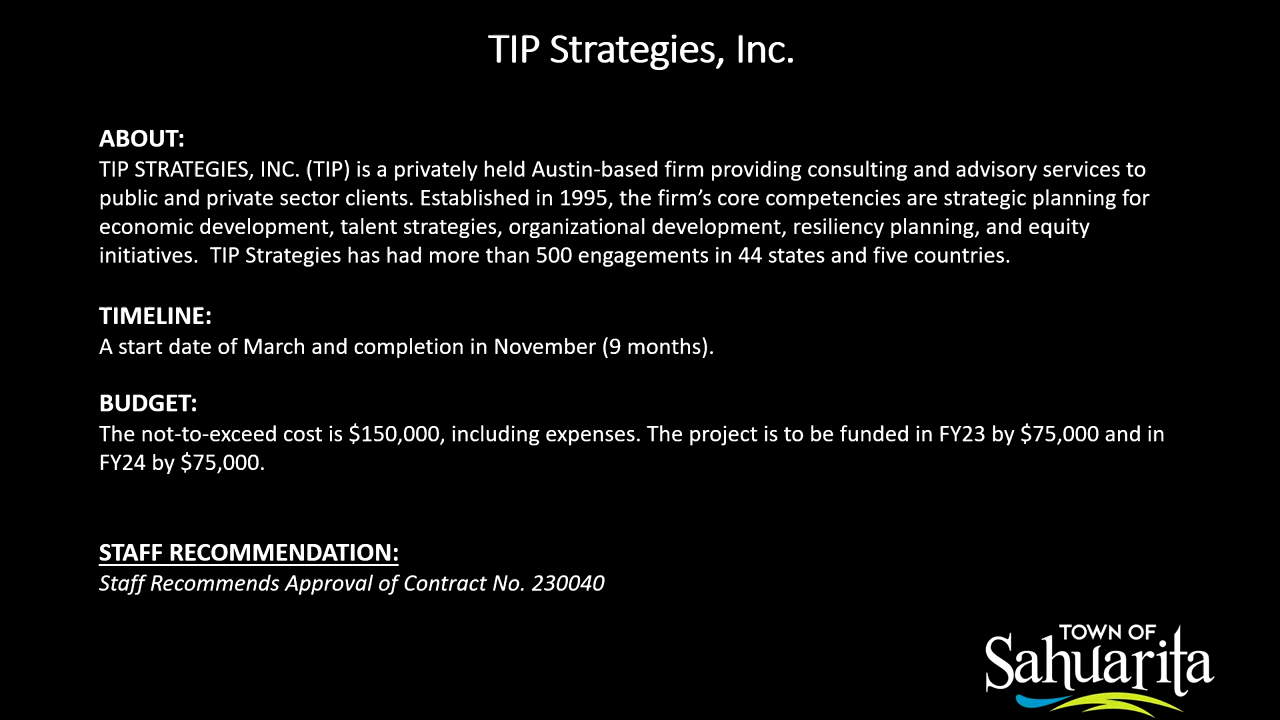 TIP Strategies, Inc.
ABOUT:
TIP STRATEGIES, INC. (TIP) is a privately held Austin-based firm providing consulting and advisory services to
public and private sector clients. Established in 1995, the firm’s core competencies are strategic planning for
economic development, talent strategies, organizational development, resiliency planning, and equity
initiatives.  TIP Strategies has had more than 500 engagements in 44 states and five countries.
TIMELINE:
A start date of March and completion in November (9 months).
BUDGET:
The not-to-exceed cost is $150,000, including expenses. The project is to be funded in FY23 by $75,000 and in
FY24 by $75,000.
STAFF RECOMMENDATION:
Staff Recommends Approval of Contract No. 230040
TOWN OF
Sahuarita